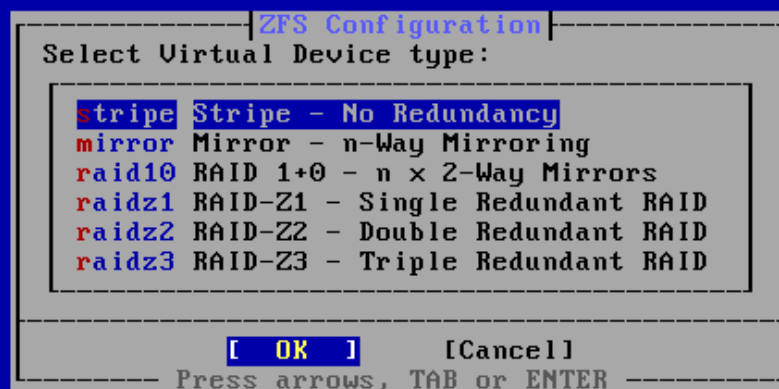 ZFS Configuration
Select Virtual Device type:
stripe Stripe - No Redundancy
mirror Mirror - n-Way Mirroring
raid10 RAID 1+0 - n x 2-Way Mirrors
raidz1 RAID-Z1 - Single Redundant RAID
raidz2 RAID-Z2 - Double Redundant RAID
raidz3 RAID-Z3 - Triple Redundant RAID
[ OK ] [Cancel]
Press arrows, TAB or ENTER